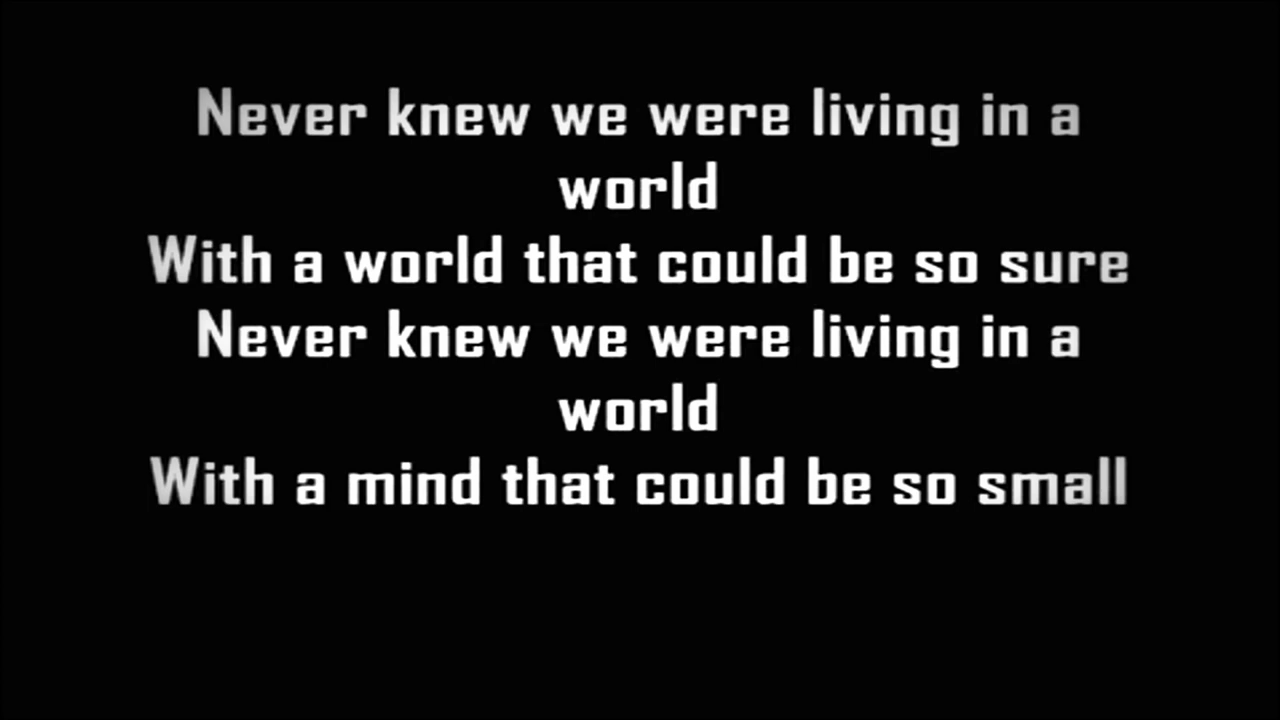 Never knew we were living in a
world
With a world that could be so sure
Never knew we were living in a
world
With a mind that could be so small